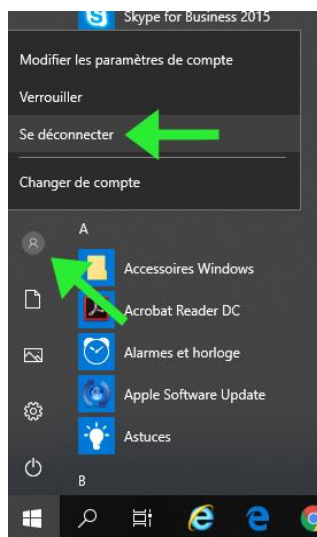 Skype for Business 2015
Modifier les paramètres de compte
Verrouiller
Se déconnecter
Changer de compte
A
Accessoires Windows
Acrobat Reader DC
Alarmes et horloge
Apple Software Update
Astuces
B